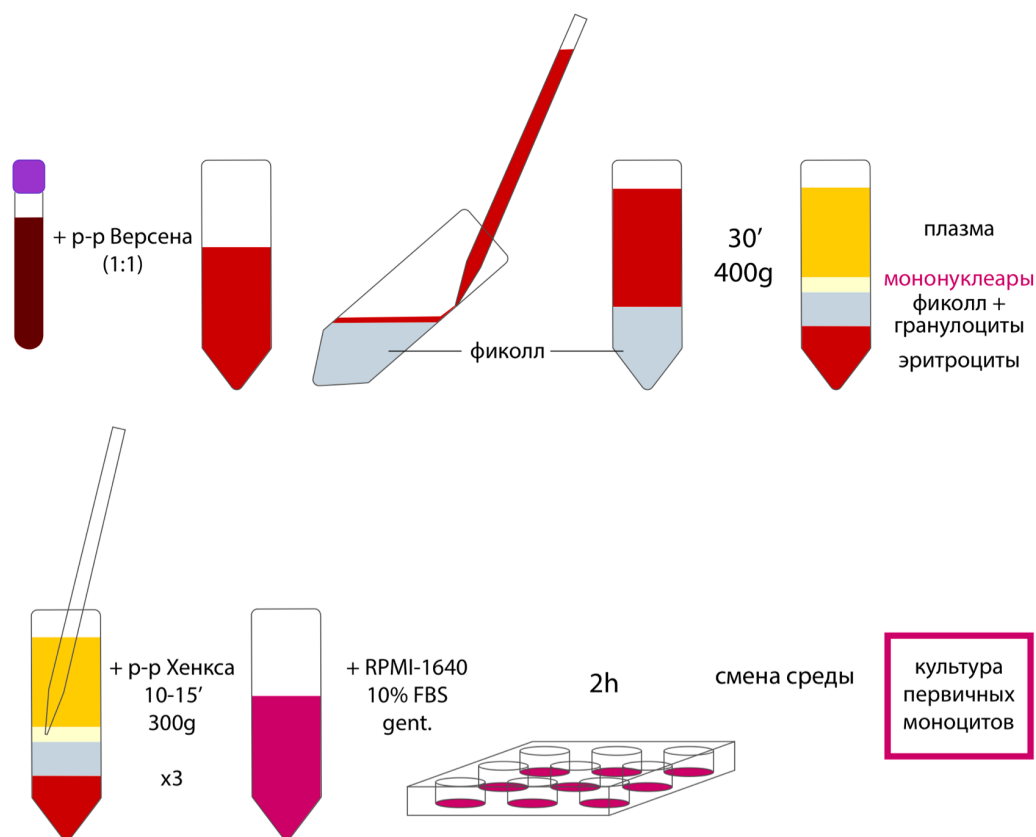 + р-р Версена
(1:1)
фиколл
30′
400g
плазма
мононуклеары
фиколл +
гранулоциты
эритроциты
+ р-р Хенкса
10-15′
300g
x3
+ RPMI-1640
10% FBS
gent.
2h
смена среды
культура
первичных
моноцитов